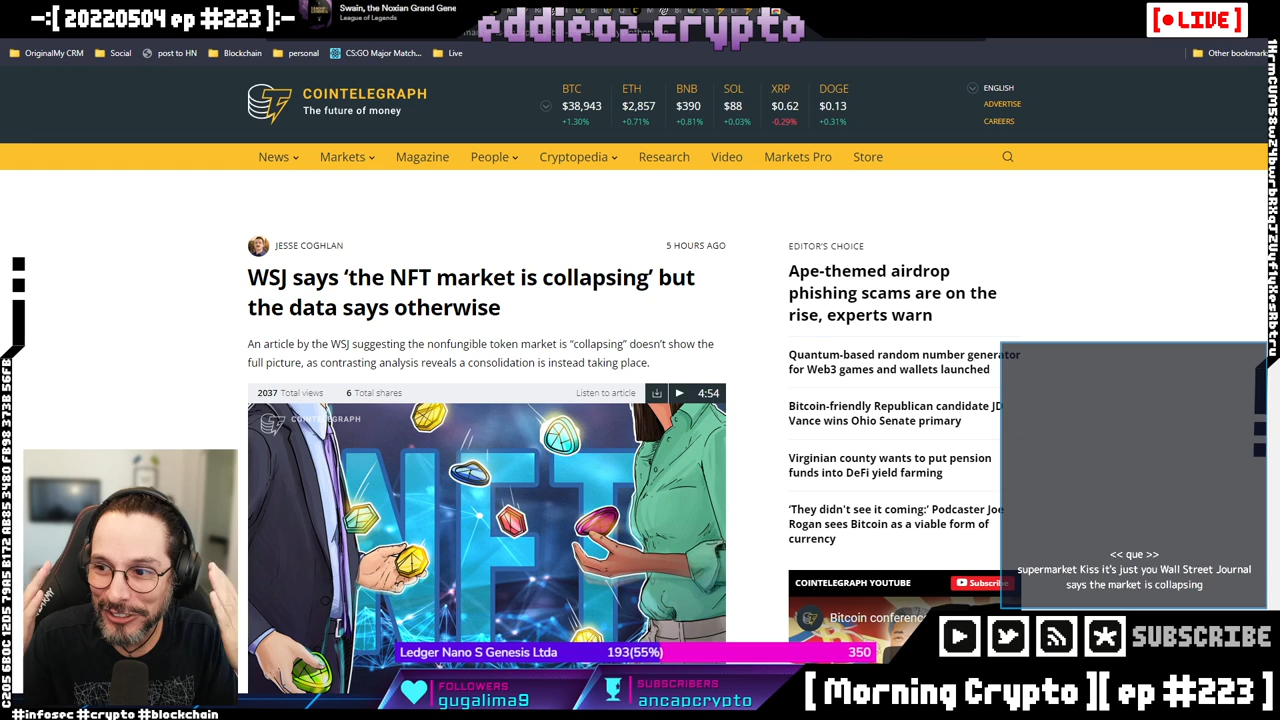 -:[ 20220504 ep #223 ]:-
Swain, the Noxian Grand Gene
League of Legends
eddieoz.crypto
[ LIVE ]
OriginalMy CRM
Social
post to HN
Blockchain
personal
CS:GO Major Match...
Live
Other bookmark
COINTELEGRAPH
The future of money
BTC ETH BNB SOL XRP DOGE
$38,943 $2,857 $390 $88 $0.62 $0.13
+1.30% +0.71% +0.81% +0.03% -0.29% +0.31%
ENGLISH
ADVERTISE
CAREERS
News Markets Magazine People Cryptopedia Research Video Markets Pro Store
JESSE COGHLAN
5 HOURS AGO
WSJ says ‘the NFT market is collapsing’ but
the data says otherwise
An article by the WSJ suggesting the nonfungible token market is “collapsing” doesn’t show the
full picture, as contrasting analysis reveals a consolidation is instead taking place.
2037 Total views
6 Total shares
Listen to article
4:54
COINTELEGRAPH
NFT
EDITOR’S CHOICE
Ape-themed airdrop
phishing scams are on the
rise, experts warn
Quantum-based random number generator
for Web3 games and wallets launched
Bitcoin-friendly Republican candidate JD
Vance wins Ohio Senate primary
Virginian county wants to put pension
funds into DeFi yield farming
‘They didn't see it coming:’ Podcaster Joe
Rogan sees Bitcoin as a viable form of
currency
COINTELEGRAPH YOUTUBE
Subscribe
Bitcoin conferenc
<< que >>
supermarket Kiss it's just you Wall Street Journal
says the market is collapsing
SUBSCRIBE
Ledger Nano S Genesis Ltda
193(55%)
350
FOLLOWERS
gugalima9
SUBSCRIBERS
ancapcrypto
[ Morning Crypto ][ ep #223 ]
#infosec #crypto #blockchain